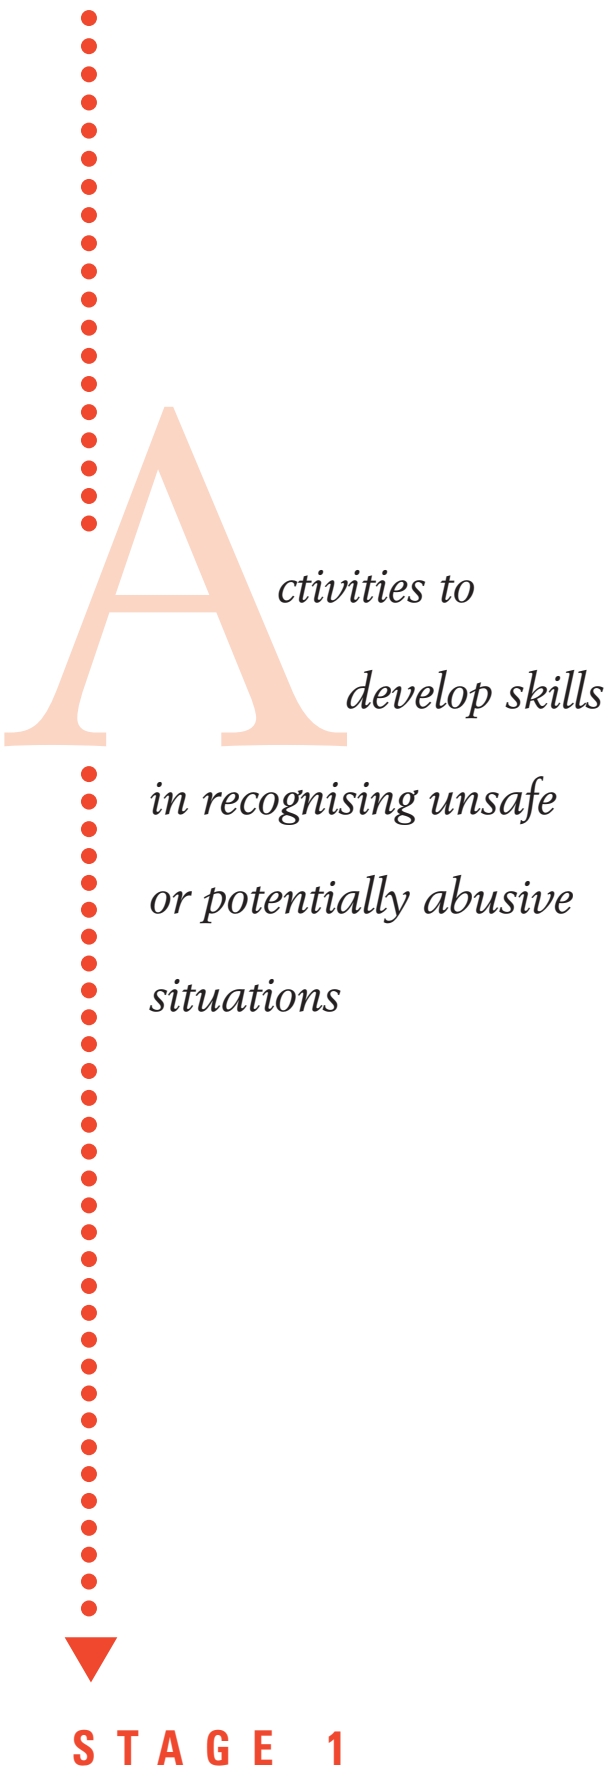 Activities to
develop skills
in recognising unsafe
or potentially abusive
situations
STAGE 1